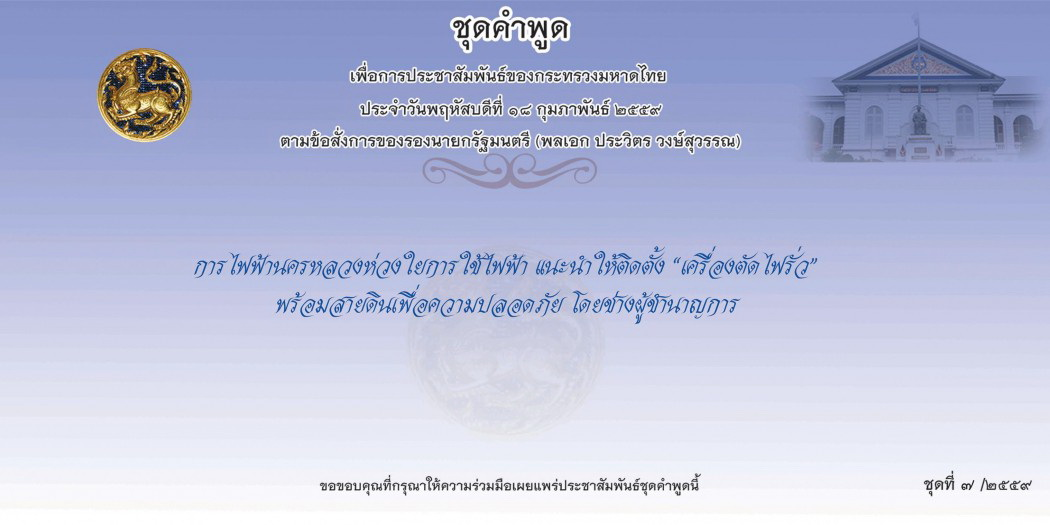 ชุดคำพูด
เพื่อการประชาสัมพันธ์ของกระทรวงมหาดไทย
ประจำวันพฤหัสบดีที่ ๑๘ กุมภาพันธ์ ๒๕๕๙
ตามข้อสั่งการของรองนายกรัฐมนตรี (พลเอก ประวิตร วงษ์สุวรรณ)
การไฟฟ้านครหลวงห่วงใยการใช้ไฟฟ้า แนะนำให้ติดตั้ง “เครื่องตัดไฟรั่ว”
พร้อมสายดินเพื่อความปลอดภัย โดยช่างผู้ชำนาญการ
ขอขอบคุณที่กรุณาให้ความร่วมมือเผยแพร่ประชาสัมพันธ์ชุดคำพูดนี้
ชุดที่ ๗ /๒๕๕๙